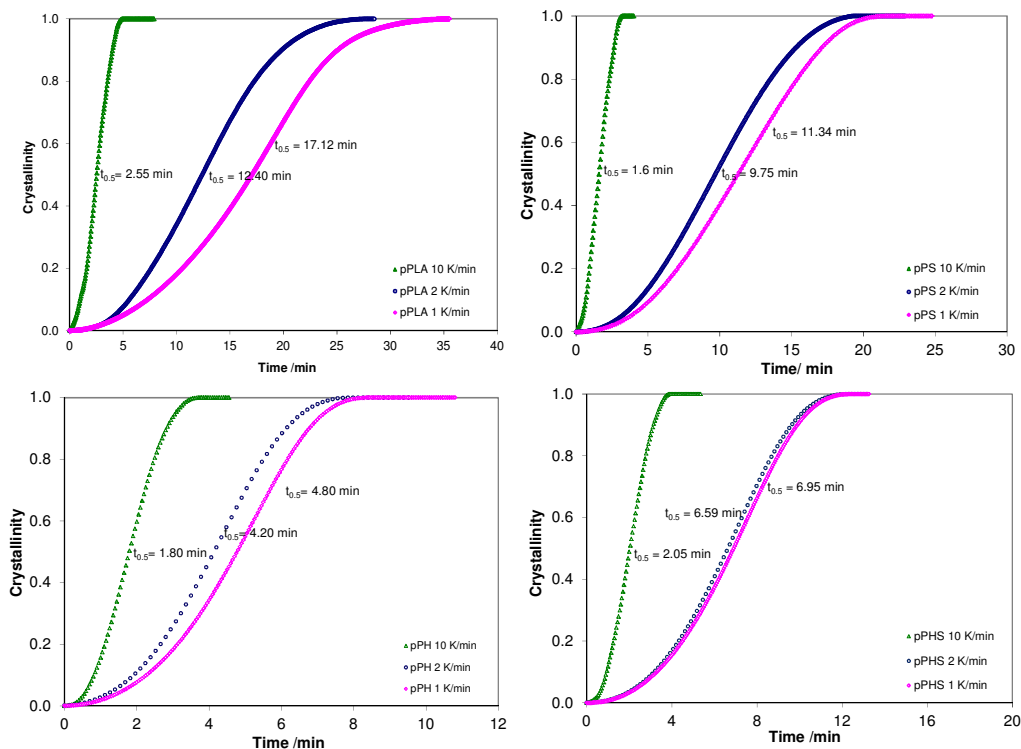 Crystallinity
1.0
0.8
0.6
0.4
0.2
0.0
t0.5= 17.12 min
t0.5= 2.55 min
t0.5 = 12.40 min
pPLA 10 K/min
pPLA 2 K/min
pPLA 1 K/min
0 5 10 15 20 25 30 35 40
Time /min
Crystallinity
1.0
0.8
0.6
0.4
0.2
0.0
t0.5 = 11.34 min
t0.5 = 1.6 min
t0.5 = 9.75 min
pPS 10 K/min
pPS 2 K/min
pPS 1 K/min
0 5 10 15 20 25 30
Time/ min
Crystallinity
1.0
0.8
0.6
0.4
0.2
0.0
t0.5= 4.80 min
t0.5= 1.80 min
t0.5= 4.20 min
pPH 10 K/min
pPH 2 K/min
pPH 1 K/min
0 2 4 6 8 10 12
Time /min
Crystallinity
1.0
0.8
0.6
0.4
0.2
0.0
t0.5 = 6.95 min
t0.5 = 6.59 min
t0.5 = 2.05 min
pPHS 10 K/min
pPHS 2 K/min
pPHS 1 K/min
0 4 8 12 16 20
Time /min